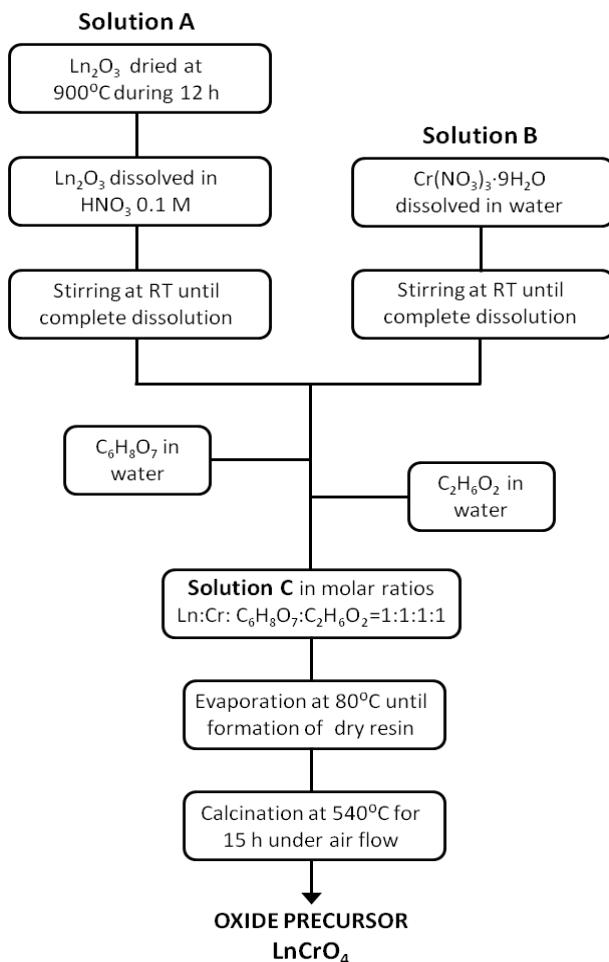 Solution A
Ln₂O₃ dried at
900°C during 12 h
Ln₂O₃ dissolved in
HNO₃ 0.1 M
Stirring at RT until
complete dissolution
Solution B
Cr(NO₃)₃·9H₂O
dissolved in water
Stirring at RT until
complete dissolution
C₆H₈O₇ in
water
C₂H₆O₂ in
water
Solution C in molar ratios
Ln:Cr: C₆H₈O₇:C₂H₆O₂=1:1:1:1
Evaporation at 80°C until
formation of dry resin
Calcination at 540°C for
15 h under air flow
OXIDE PRECURSOR
LnCrO₄